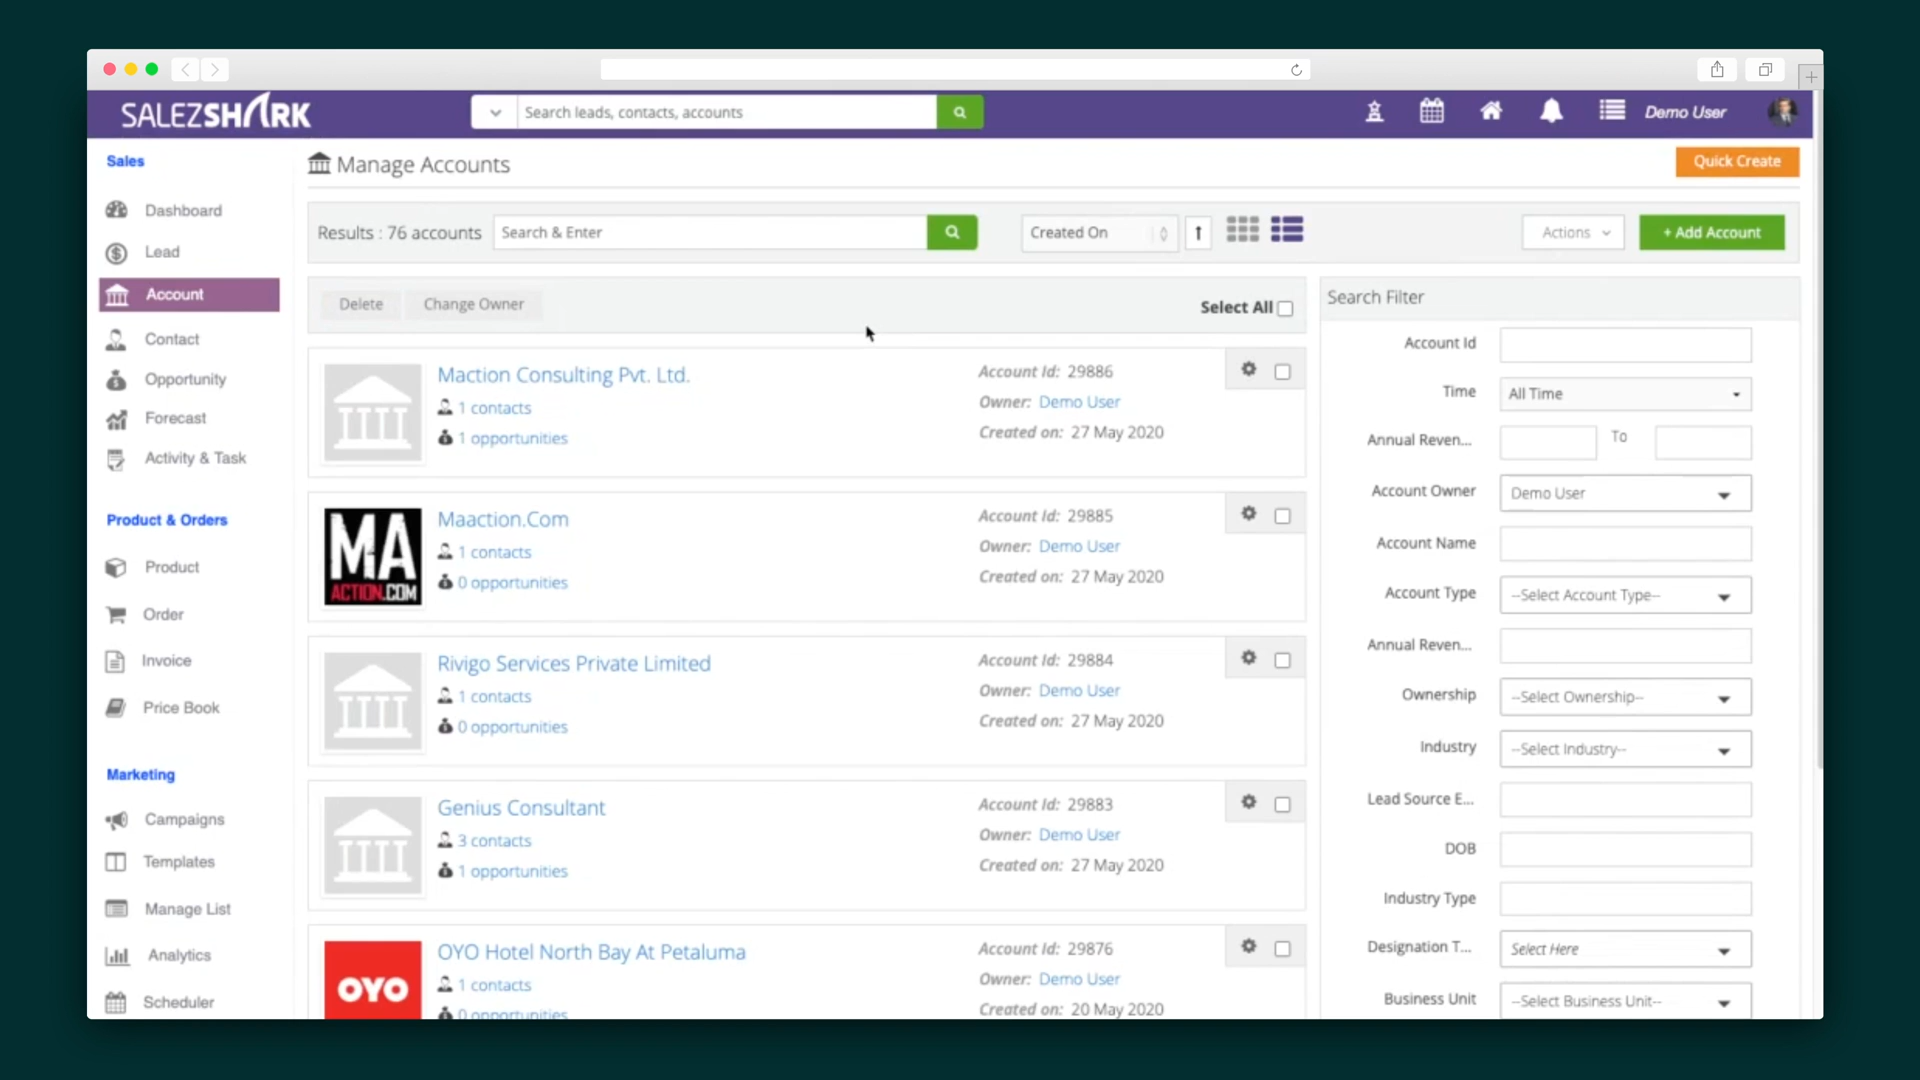 SALEZSHARK
Search leads, contacts, accounts
Demo User
Sales
Dashboard
Lead
Account
Contact
Opportunity
Forecast
Activity & Task
Product & Orders
Product
Order
Invoice
Price Book
Marketing
Campaigns
Templates
Manage List
Analytics
Scheduler
Manage Accounts
Quick Create
Results : 76 accounts
Search & Enter
Created On
Actions
+ Add Account
Delete
Change Owner
Select All
Maction Consulting Pvt. Ltd.
1 contacts
1 opportunities
Account Id: 29886
Owner: Demo User
Created on: 27 May 2020
MA
ACTION.COM
Maaction.Com
1 contacts
0 opportunities
Account Id: 29885
Owner: Demo User
Created on: 27 May 2020
Rivigo Services Private Limited
1 contacts
0 opportunities
Account Id: 29884
Owner: Demo User
Created on: 27 May 2020
Genius Consultant
3 contacts
1 opportunities
Account Id: 29883
Owner: Demo User
Created on: 27 May 2020
OYO
OYO Hotel North Bay At Petaluma
1 contacts
0 opportunities
Account Id: 29876
Owner: Demo User
Created on: 20 May 2020
Search Filter
Account Id
Time All Time
Annual Reven... To
Account Owner Demo User
Account Name
Account Type --Select Account Type--
Annual Reven...
Ownership --Select Ownership--
Industry --Select Industry--
Lead Source E...
DOB
Industry Type
Designation T... Select Here
Business Unit --Select Business Unit--